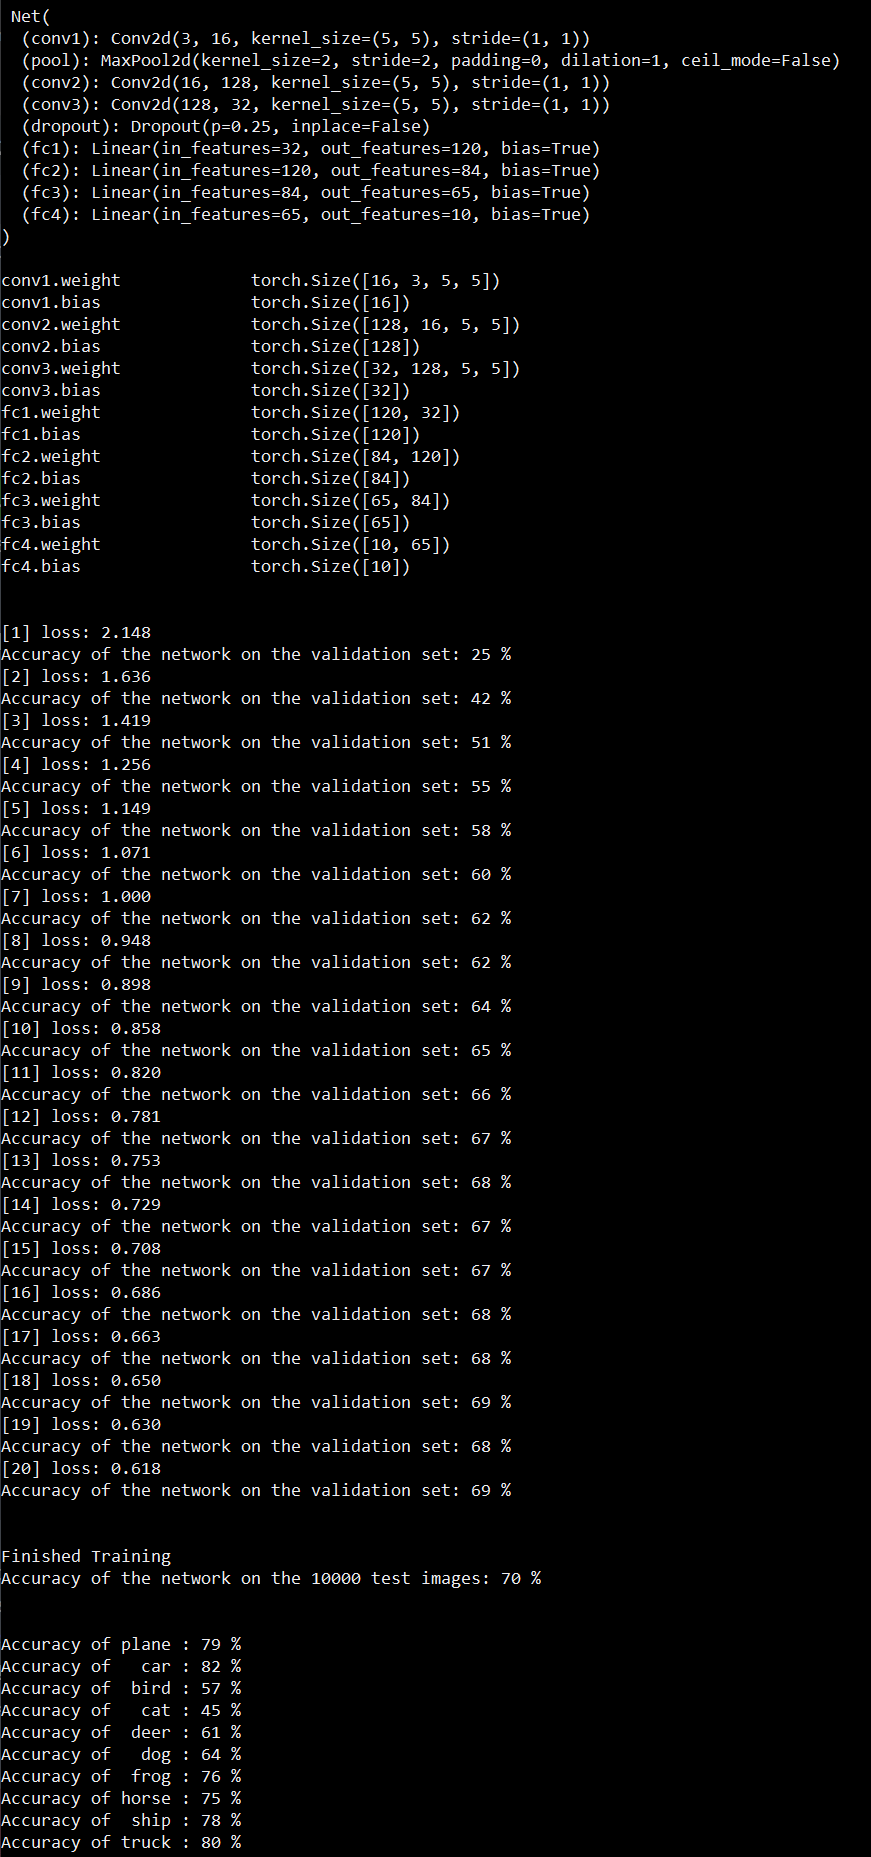 Net(
(conv1): Conv2d(3, 16, kernel_size=(5, 5), stride=(1, 1))
(pool): MaxPool2d(kernel_size=2, stride=2, padding=0, dilation=1, ceil_mode=False)
(conv2): Conv2d(16, 128, kernel_size=(5, 5), stride=(1, 1))
(conv3): Conv2d(128, 32, kernel_size=(5, 5), stride=(1, 1))
(dropout): Dropout(p=0.25, inplace=False)
(fc1): Linear(in_features=32, out_features=120, bias=True)
(fc2): Linear(in_features=120, out_features=84, bias=True)
(fc3): Linear(in_features=84, out_features=65, bias=True)
(fc4): Linear(in_features=65, out_features=10, bias=True)
)
conv1.weight torch.Size([16, 3, 5, 5])
conv1.bias torch.Size([16])
conv2.weight torch.Size([128, 16, 5, 5])
conv2.bias torch.Size([128])
conv3.weight torch.Size([32, 128, 5, 5])
conv3.bias torch.Size([32])
fc1.weight torch.Size([120, 32])
fc1.bias torch.Size([120])
fc2.weight torch.Size([84, 120])
fc2.bias torch.Size([84])
fc3.weight torch.Size([65, 84])
fc3.bias torch.Size([65])
fc4.weight torch.Size([10, 65])
fc4.bias torch.Size([10])
[1] loss: 2.148
Accuracy of the network on the validation set: 25 %
[2] loss: 1.636
Accuracy of the network on the validation set: 42 %
[3] loss: 1.419
Accuracy of the network on the validation set: 51 %
[4] loss: 1.256
Accuracy of the network on the validation set: 55 %
[5] loss: 1.149
Accuracy of the network on the validation set: 58 %
[6] loss: 1.071
Accuracy of the network on the validation set: 60 %
[7] loss: 1.000
Accuracy of the network on the validation set: 62 %
[8] loss: 0.948
Accuracy of the network on the validation set: 62 %
[9] loss: 0.898
Accuracy of the network on the validation set: 64 %
[10] loss: 0.858
Accuracy of the network on the validation set: 65 %
[11] loss: 0.820
Accuracy of the network on the validation set: 66 %
[12] loss: 0.781
Accuracy of the network on the validation set: 67 %
[13] loss: 0.753
Accuracy of the network on the validation set: 68 %
[14] loss: 0.729
Accuracy of the network on the validation set: 67 %
[15] loss: 0.708
Accuracy of the network on the validation set: 67 %
[16] loss: 0.686
Accuracy of the network on the validation set: 68 %
[17] loss: 0.663
Accuracy of the network on the validation set: 68 %
[18] loss: 0.650
Accuracy of the network on the validation set: 69 %
[19] loss: 0.630
Accuracy of the network on the validation set: 68 %
[20] loss: 0.618
Accuracy of the network on the validation set: 69 %
Finished Training
Accuracy of the network on the 10000 test images: 70 %
Accuracy of plane : 79 %
Accuracy of car : 82 %
Accuracy of bird : 57 %
Accuracy of cat : 45 %
Accuracy of deer : 61 %
Accuracy of dog : 64 %
Accuracy of frog : 76 %
Accuracy of horse : 75 %
Accuracy of ship : 78 %
Accuracy of truck : 80 %